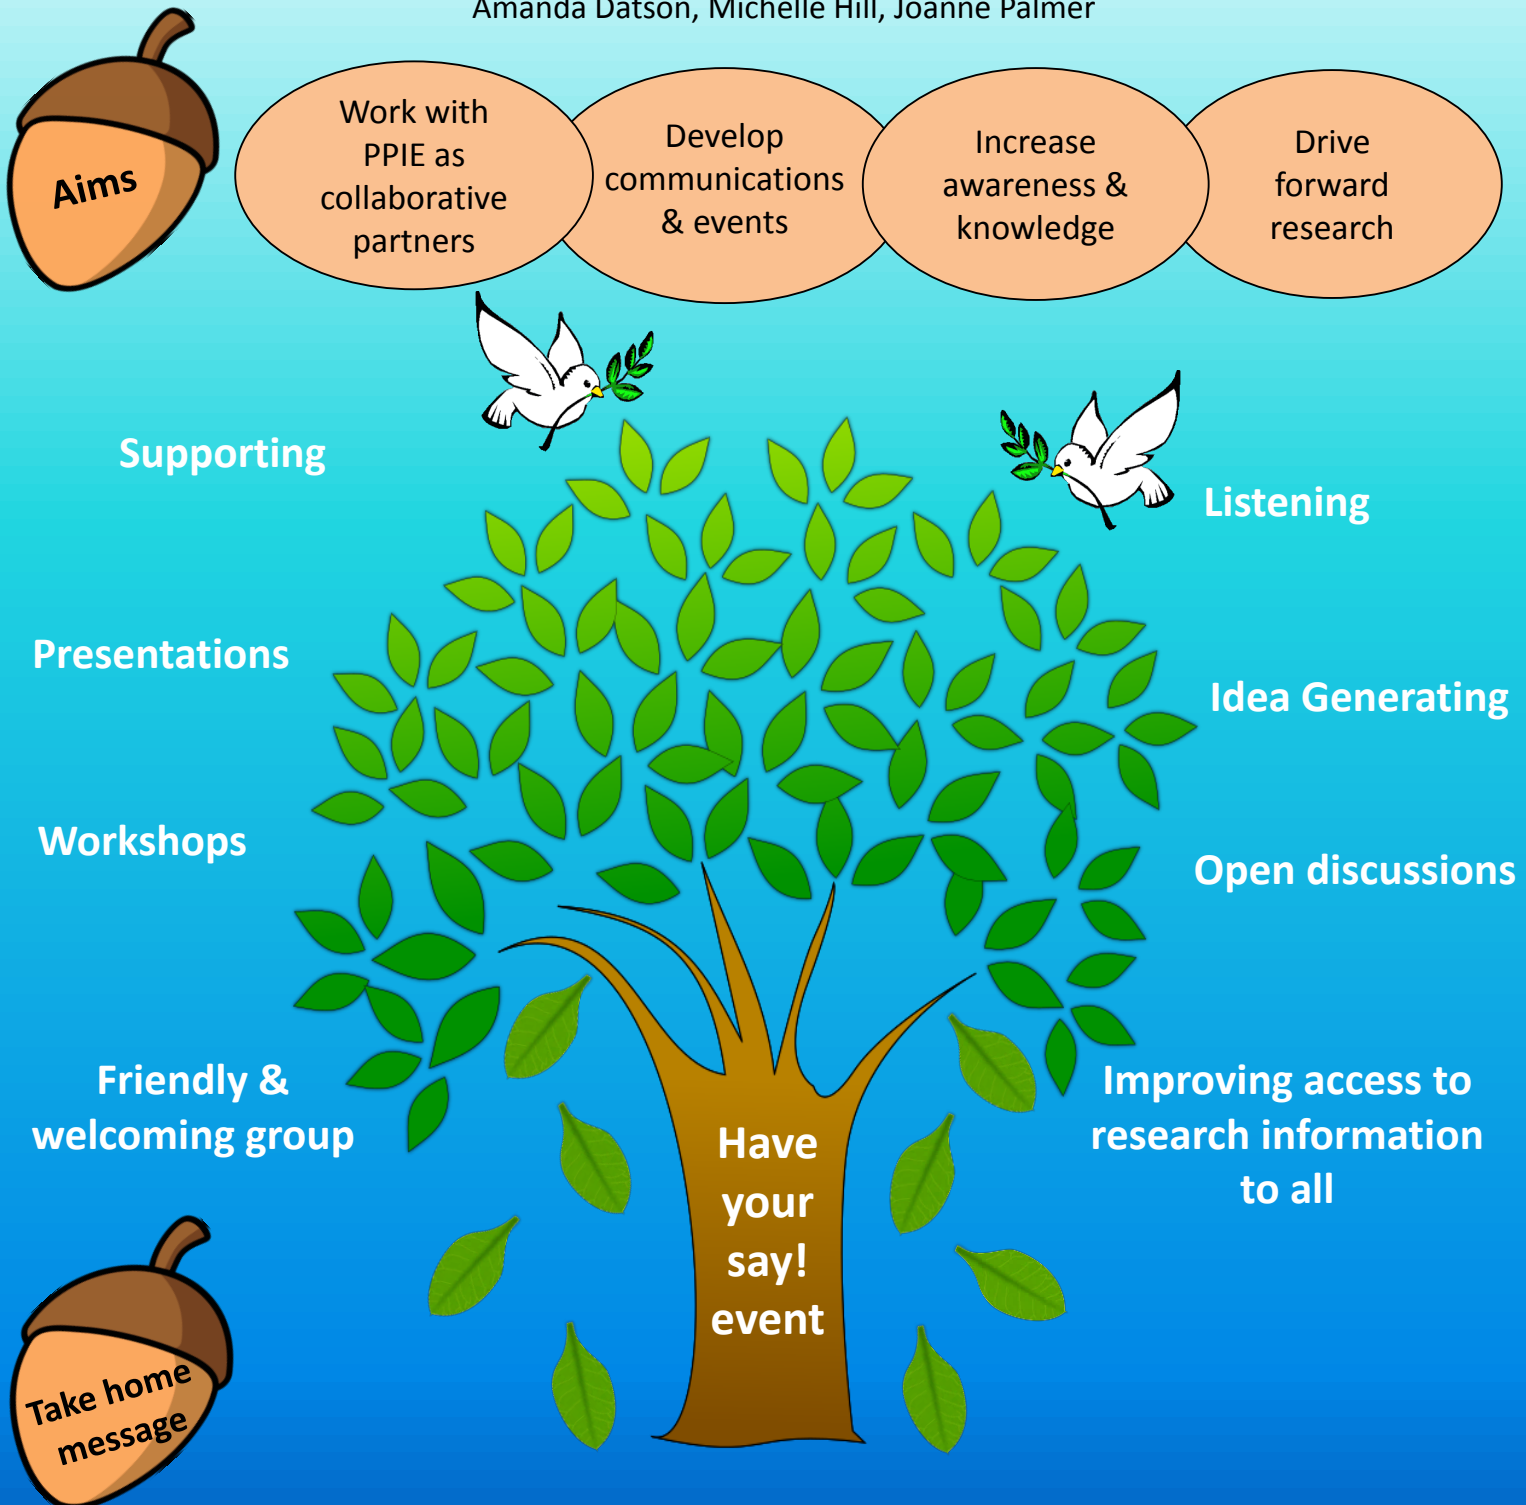 Amanda Datson, Michelle Hill, Joanne Palmer
Aims
Work with
PPIE as
collaborative
partners
Develop
communications
& events
Increase
awareness &
knowledge
Drive
forward
research
Supporting
Listening
Presentations
Idea Generating
Workshops
Open discussions
Friendly &
welcoming group
Improving access to
research information
to all
Have
your
say!
event
Take home
message